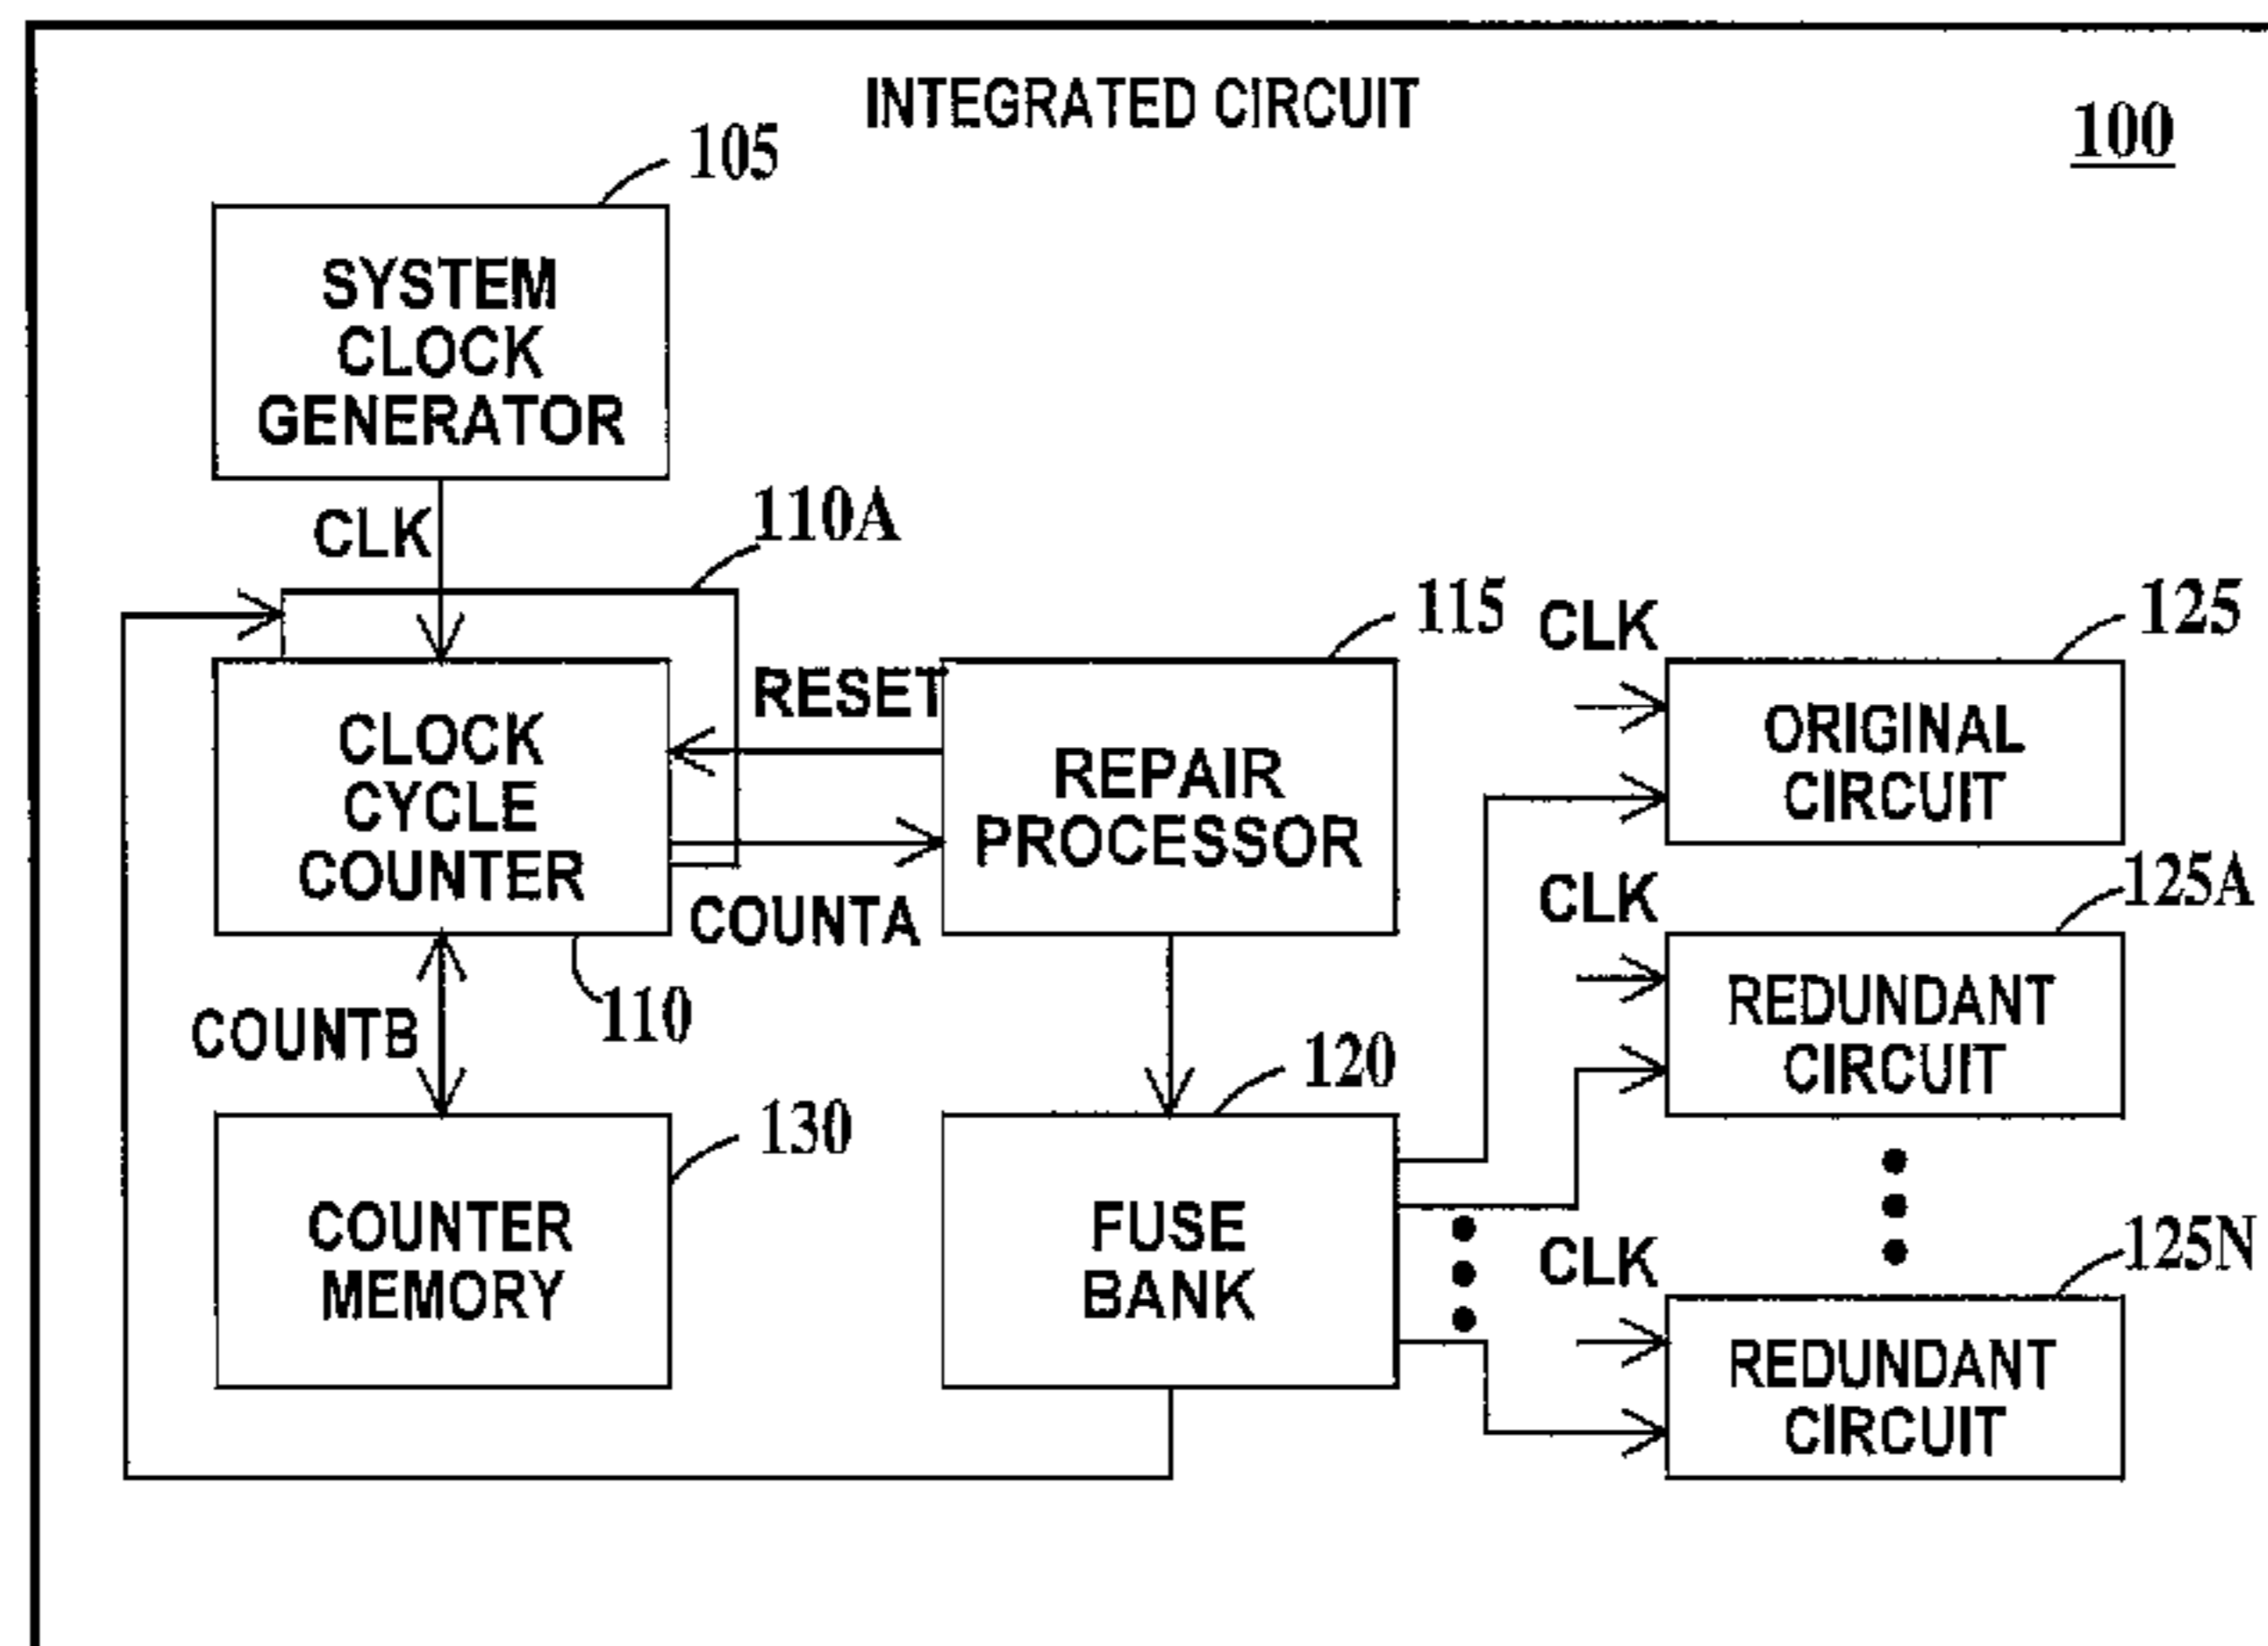 INTEGRATED CIRCUIT
100
105
SYSTEM
CLOCK
GENERATOR
CLK
110A
CLOCK
CYCLE
COUNTER
110
RESET
COUNTA
115
REPAIR
PROCESSOR
CLK
125
ORIGINAL
CIRCUIT
CLK
125A
REDUNDANT
CIRCUIT
COUNTB
130
COUNTER
MEMORY
120
FUSE
BANK
CLK
125N
REDUNDANT
CIRCUIT